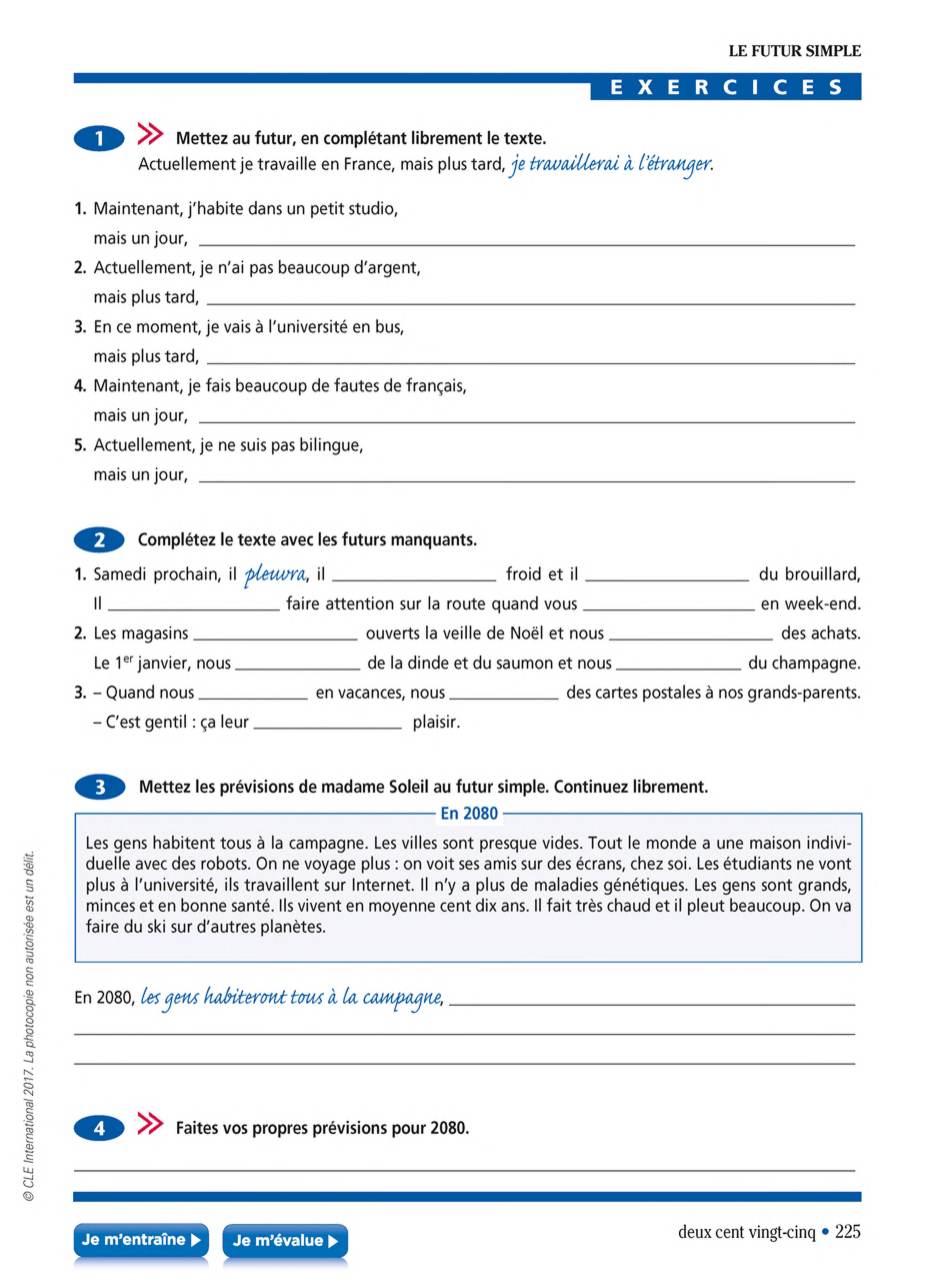 LE FUTUR SIMPLE
EXERCICES
1 Mettez au futur, en complétant librement le texte.
Actuellement je travaille en France, mais plus tard, je travaillerai à l'étranger.
1. Maintenant, j'habite dans un petit studio,
mais un jour,
2. Actuellement, je n'ai pas beaucoup d'argent,
mais plus tard,
3. En ce moment, je vais à l'université en bus,
mais plus tard,
4. Maintenant, je fais beaucoup de fautes de français,
mais un jour,
5. Actuellement, je ne suis pas bilingue,
mais un jour,
2 Complétez le texte avec les futurs manquants.
1. Samedi prochain, il pleuvra, il ____ froid et il ____ du brouillard,
Il ____ faire attention sur la route quand vous ____ en week-end.
2. Les magasins ____ ouverts la veille de Noël et nous ____ des achats.
Le 1er janvier, nous ____ de la dinde et du saumon et nous ____ du champagne.
3. – Quand nous ____ en vacances, nous ____ des cartes postales à nos grands-parents.
– C'est gentil : ça leur ____ plaisir.
3 Mettez les prévisions de madame Soleil au futur simple. Continuez librement.
En 2080
Les gens habitent tous à la campagne. Les villes sont presque vides. Tout le monde a une maison indivi-
duelle avec des robots. On ne voyage plus : on voit ses amis sur des écrans, chez soi. Les étudiants ne vont
plus à l'université, ils travaillent sur Internet. Il n'y a plus de maladies génétiques. Les gens sont grands,
minces et en bonne santé. Ils vivent en moyenne cent dix ans. Il fait très chaud et il pleut beaucoup. On va
faire du ski sur d'autres planètes.
En 2080, les gens habiteront tous à la campagne,
4 Faites vos propres prévisions pour 2080.
Je m'entraîne
Je m'évalue
deux cent vingt-cinq • 225
© CLE International 2017. La photocopie non autorisée est un délit.